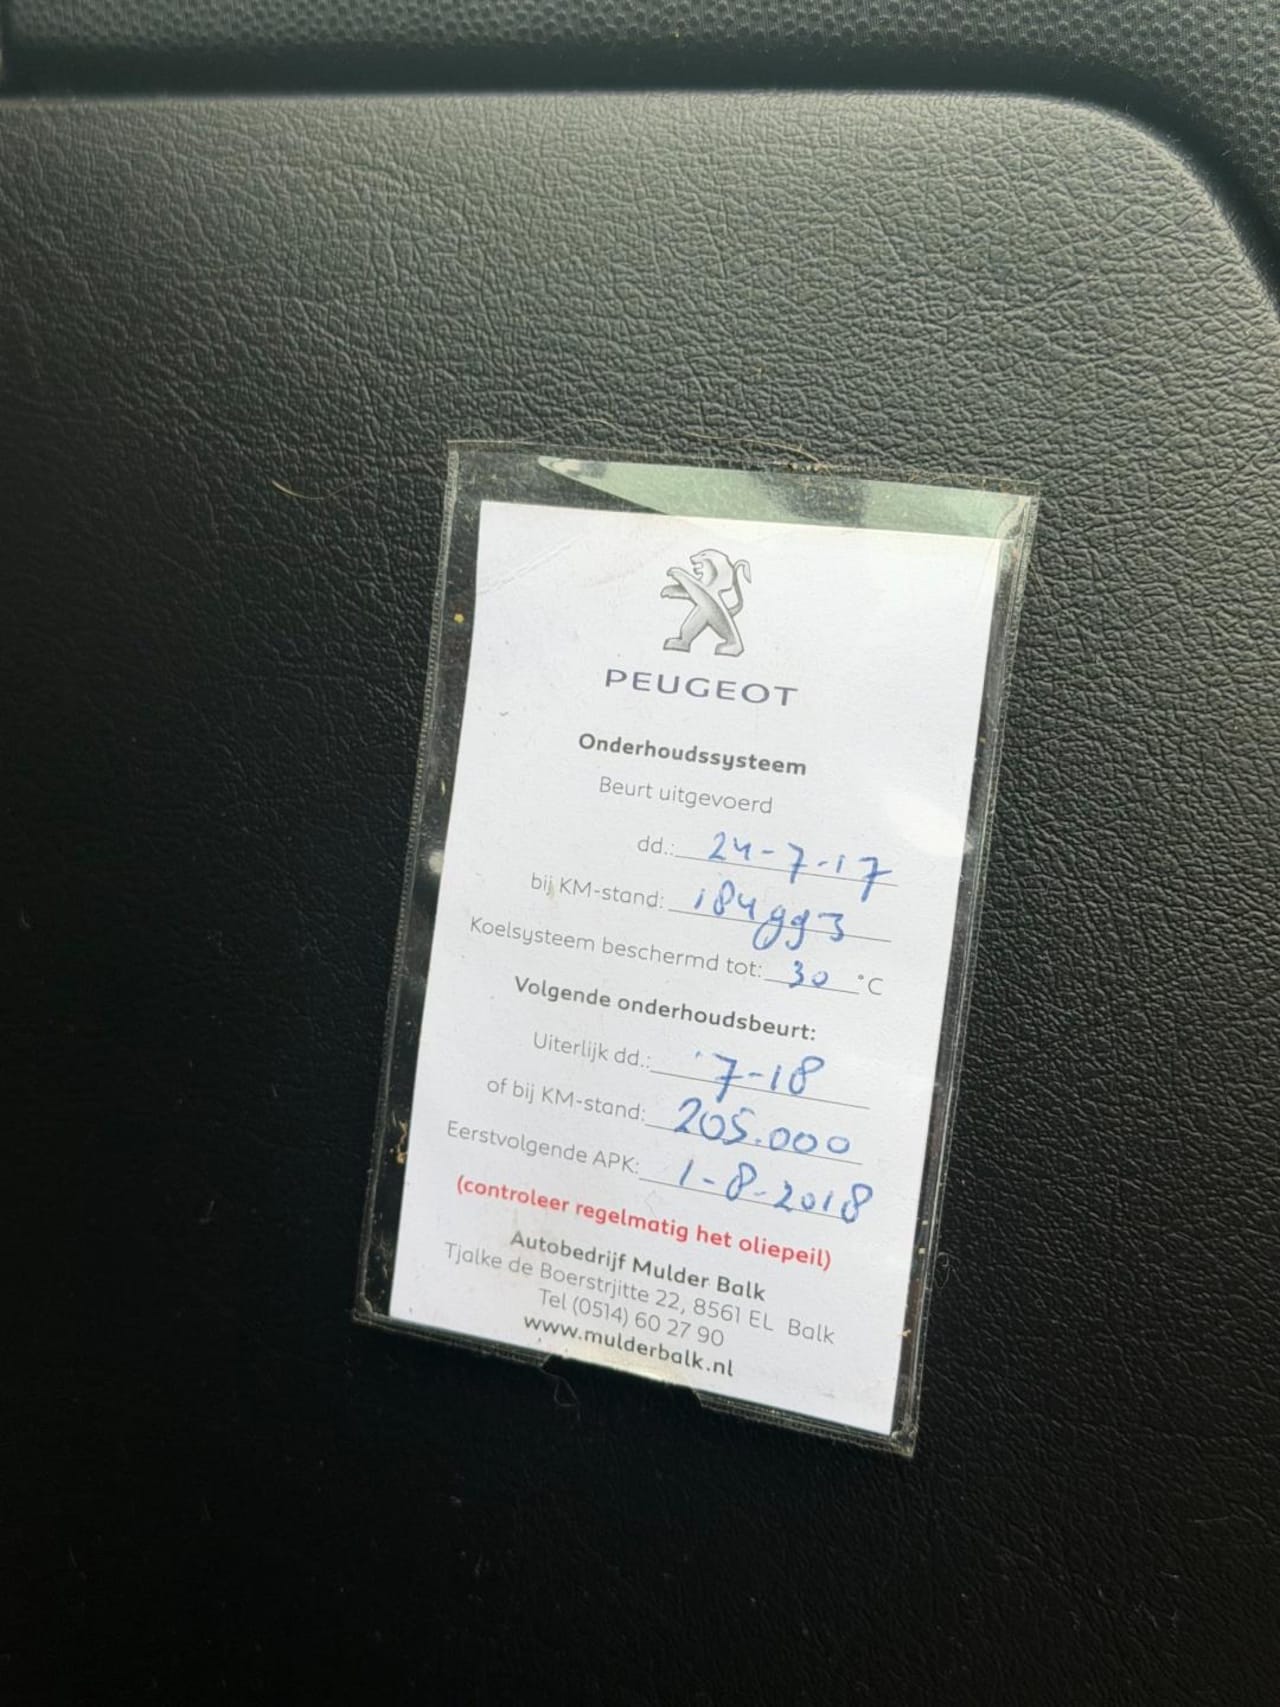 PEUGEOT
Onderhoudssysteem
Beurt uitgevoerd
dd.: 24-7-17
bij KM-stand: 184993
Koelsysteem beschermd tot: 30 °C
Volgende onderhoudsbeurt:
Uiterlijk dd.: 7-18
of bij KM-stand: 205.000
Eerstvolgende APK: 1-8-2018
(controleer regelmatig het oliepeil)
Autobedrijf Mulder Balk
Tjalke de Boerstrjitte 22, 8561 EL Balk
Tel (0514) 60 27 90
www.mulderbalk.nl